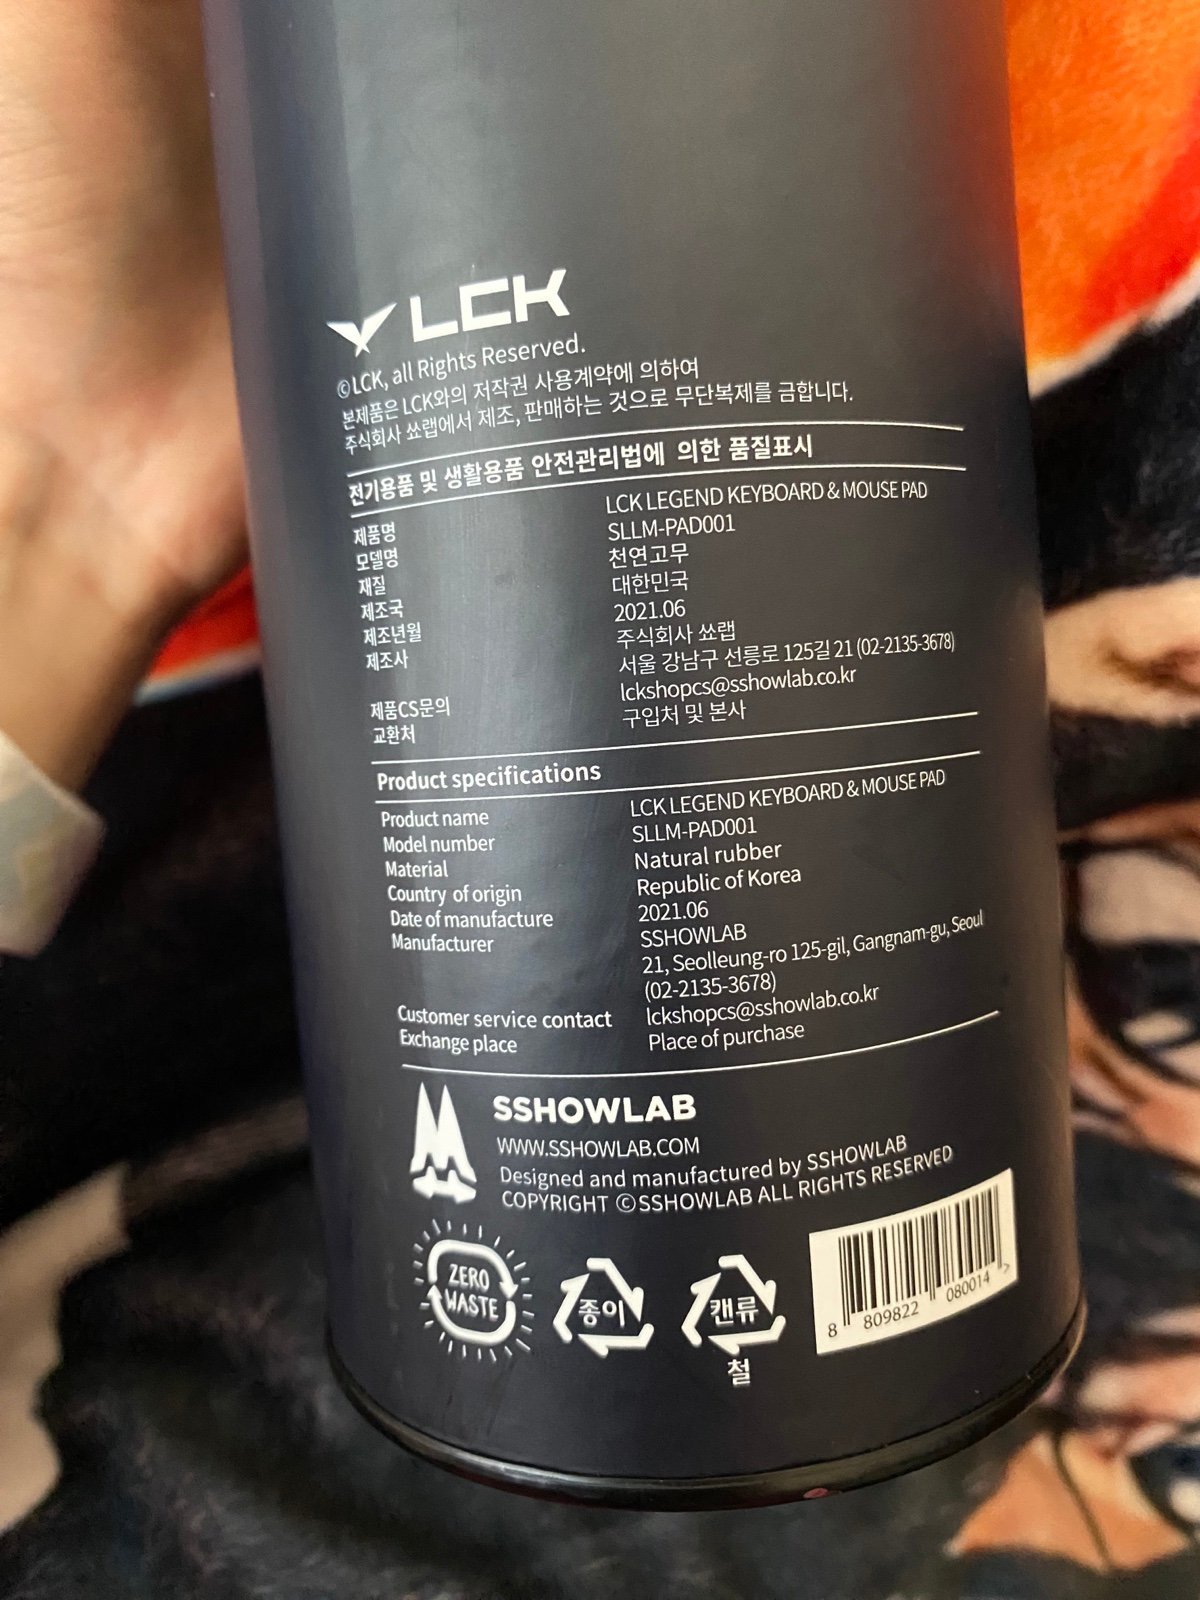 LCK
©LCK, all Rights Reserved.
본제품은 LCK와의 저작권 사용계약에 의하여
주식회사 쑈랩에서 제조, 판매하는 것으로 무단복제를 금합니다.
전기용품 및 생활용품 안전관리법에 의한 품질표시
제품명 LCK LEGEND KEYBOARD & MOUSE PAD
모델명 SLLM-PAD001
재질 천연고무
제조국 대한민국
제조년월 2021.06
제조사 주식회사 쑈랩
서울 강남구 선릉로 125길 21 (02-2135-3678)
제품CS문의 lckshopcs@sshowlab.co.kr
교환처 구입처 및 본사
Product specifications
Product name LCK LEGEND KEYBOARD & MOUSE PAD
Model number SLLM-PAD001
Material Natural rubber
Country of origin Republic of Korea
Date of manufacture 2021.06
Manufacturer SSHOWLAB
21, Seolleung-ro 125-gil, Gangnam-gu, Seoul
(02-2135-3678)
Customer service contact lckshopcs@sshowlab.co.kr
Exchange place Place of purchase
SSHOWLAB
WWW.SSHOWLAB.COM
Designed and manufactured by SSHOWLAB
COPYRIGHT ©SSHOWLAB ALL RIGHTS RESERVED
ZERO
WASTE
종이
캔류
철
8 809822 080014 >